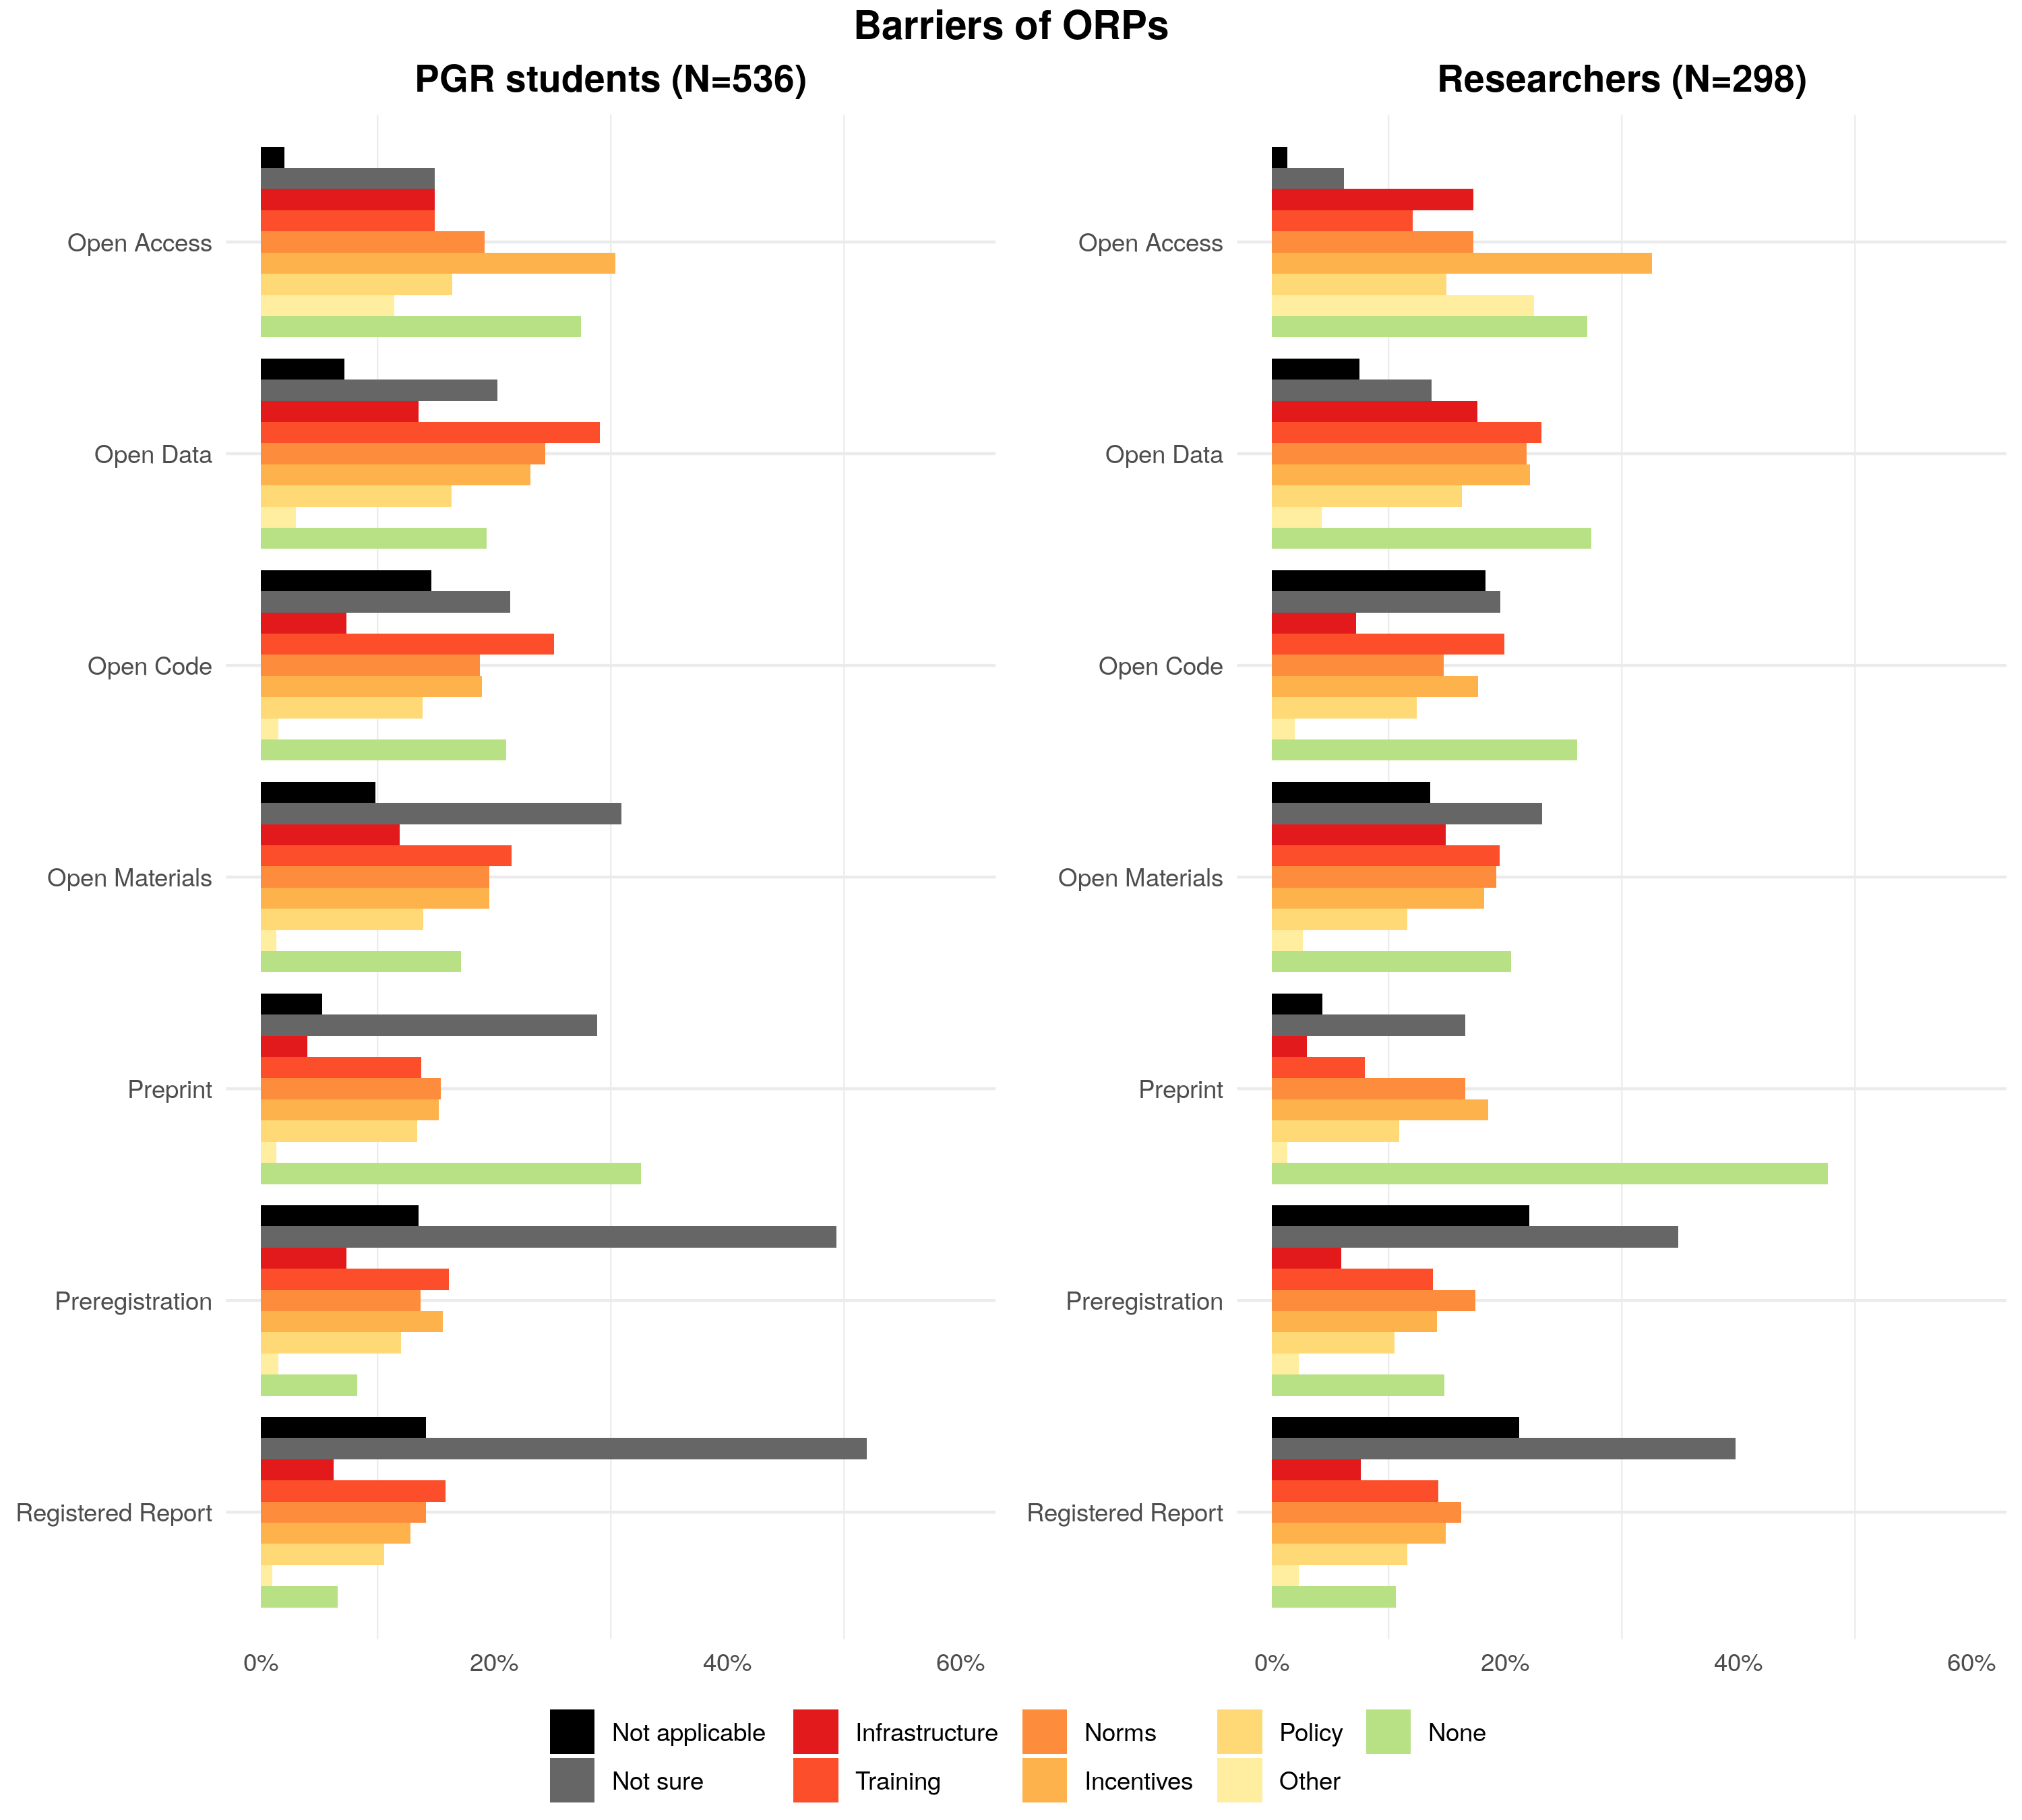 Barriers of ORPs
PGR students (N=536)
Researchers (N=298)
Open Access
Open Data
Open Code
Open Materials
Preprint
Preregistration
Registered Report
0% 20% 40% 60%
Open Access
Open Data
Open Code
Open Materials
Preprint
Preregistration
Registered Report
0% 20% 40% 60%
Not applicable Infrastructure Norms Policy None
Not sure Training Incentives Other